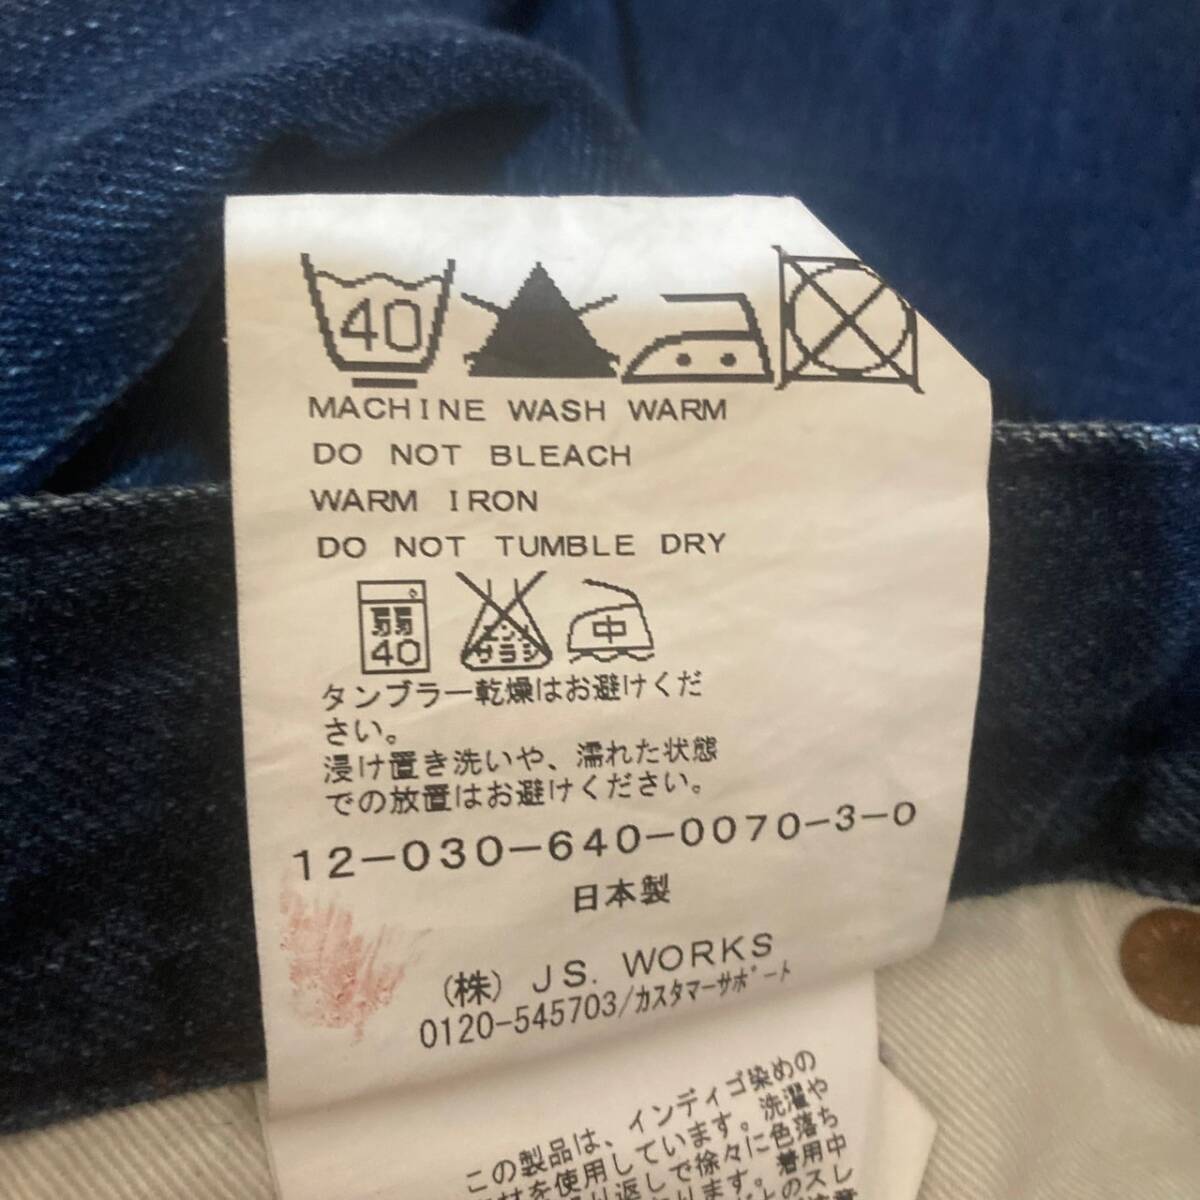 40
MACHINE WASH WARM
DO NOT BLEACH
WARM IRON
DO NOT TUMBLE DRY
弱 40
エンソ サラシ
中
タンブラー乾燥はお避けくだ
さい。
浸け置き洗いや、濡れた状態
での放置はお避けください。
12-030-640-0070-3-0
日本製
(株) JS. WORKS
0120-545703/カスタマーサポート
この製品は、インディゴ染めの
を使用しています。洗濯や
り返しで徐々に色落ち
ります。着用中
とのスレ